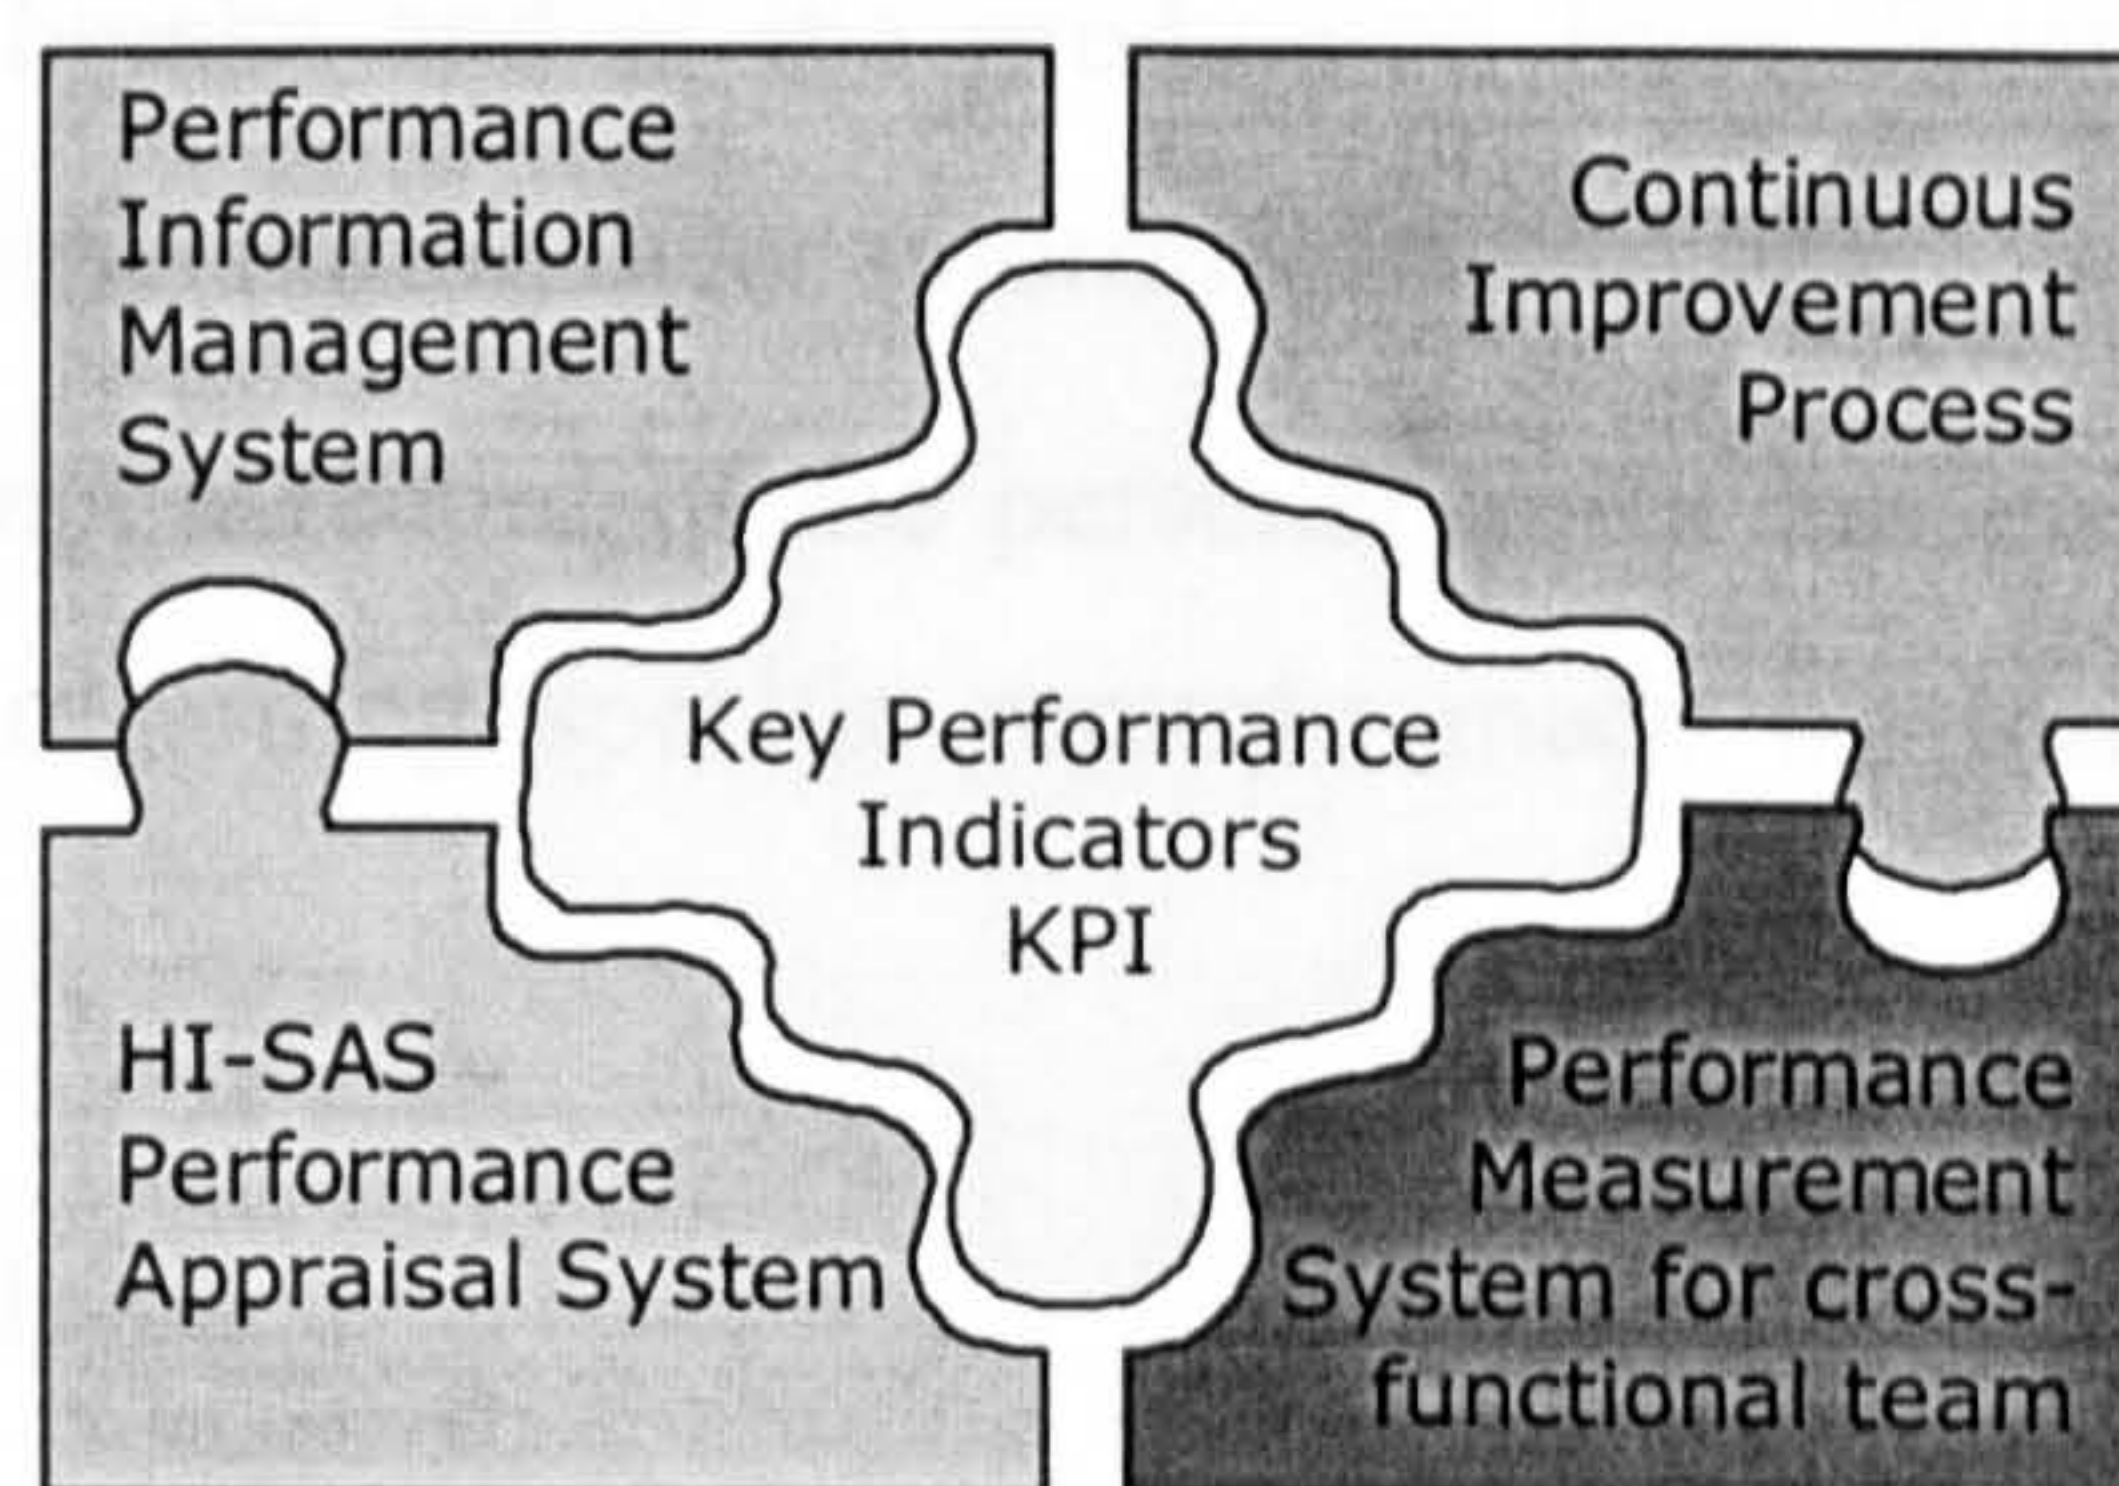 Performance
Information
Management
System
Continuous
Improvement
Process
Key Performance
Indicators
KPI
HI-SAS
Performance
Appraisal System
Performance
Measurement
System for cross-
functional team